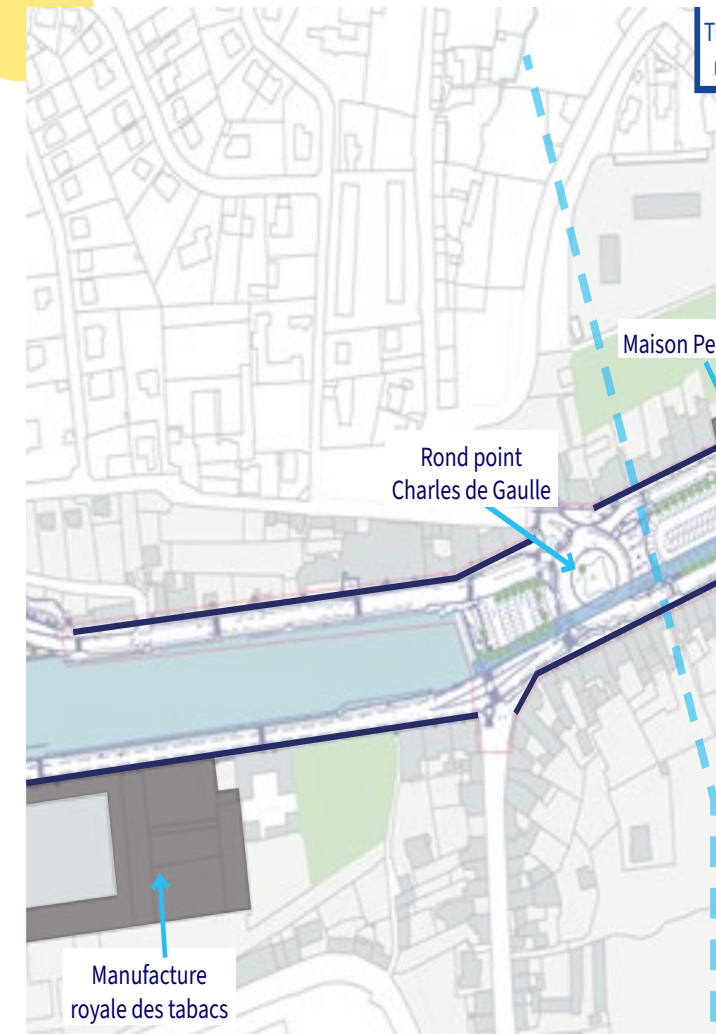 Maison Pe
Rond point
Charles de Gaulle
Manufacture
royale des tabacs